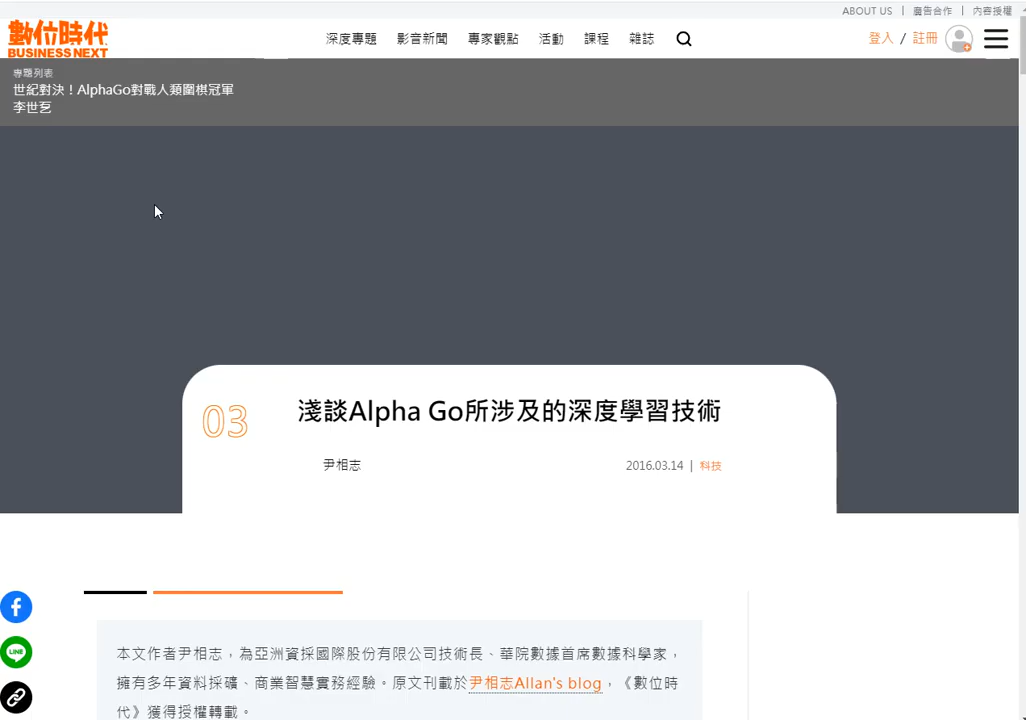 ABOUT US | 廣告合作 | 內容授權
數位時代
BUSINESS NEXT
深度專題 影音新聞 專家觀點 活動 課程 雜誌
登入 / 註冊
專題列表
世紀對決！AlphaGo對戰人類圍棋冠軍
李世乭
03
淺談Alpha Go所涉及的深度學習技術
尹相志
2016.03.14 | 科技
本文作者尹相志，為亞洲資採國際股份有限公司技術長、華院數據首席數據科學家，
擁有多年資料採礦、商業智慧實務經驗。原文刊載於尹相志Allan's blog，《數位時
代》獲得授權轉載。
LINE